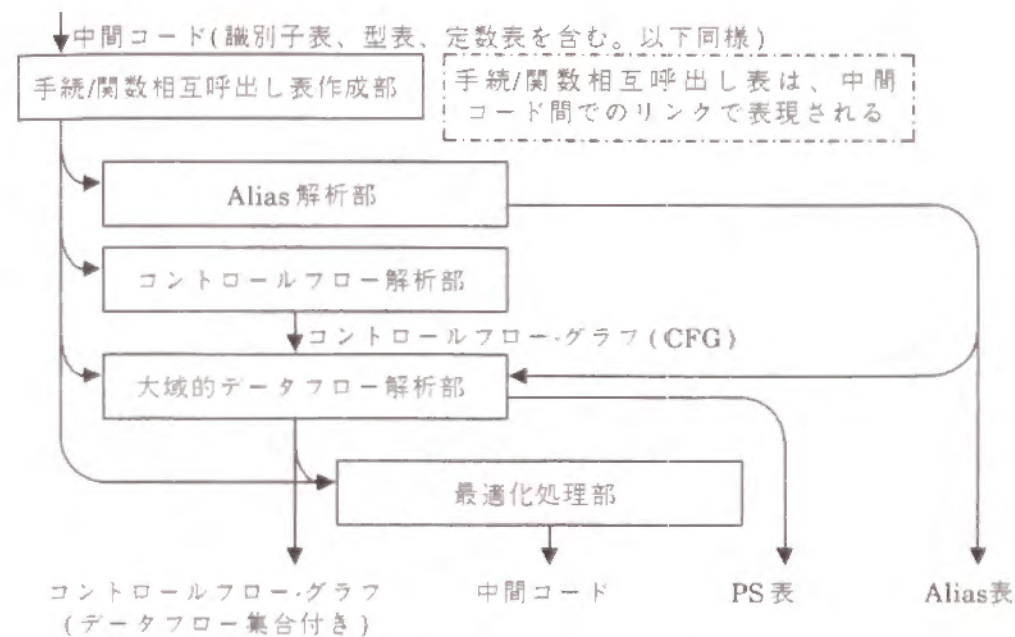 中間コード(識別子表、型表、定数表を含む。以下同様)
手続/関数相互呼出し表作成部
手続/関数相互呼出し表は、中間
コード間でのリンクで表現される
Alias解析部
コントロールフロー解析部
コントロールフロー・グラフ(CFG)
大域的データフロー解析部
最適化処理部
コントロールフロー・グラフ
(データフロー集合付き)
中間コード
PS表
Alias表